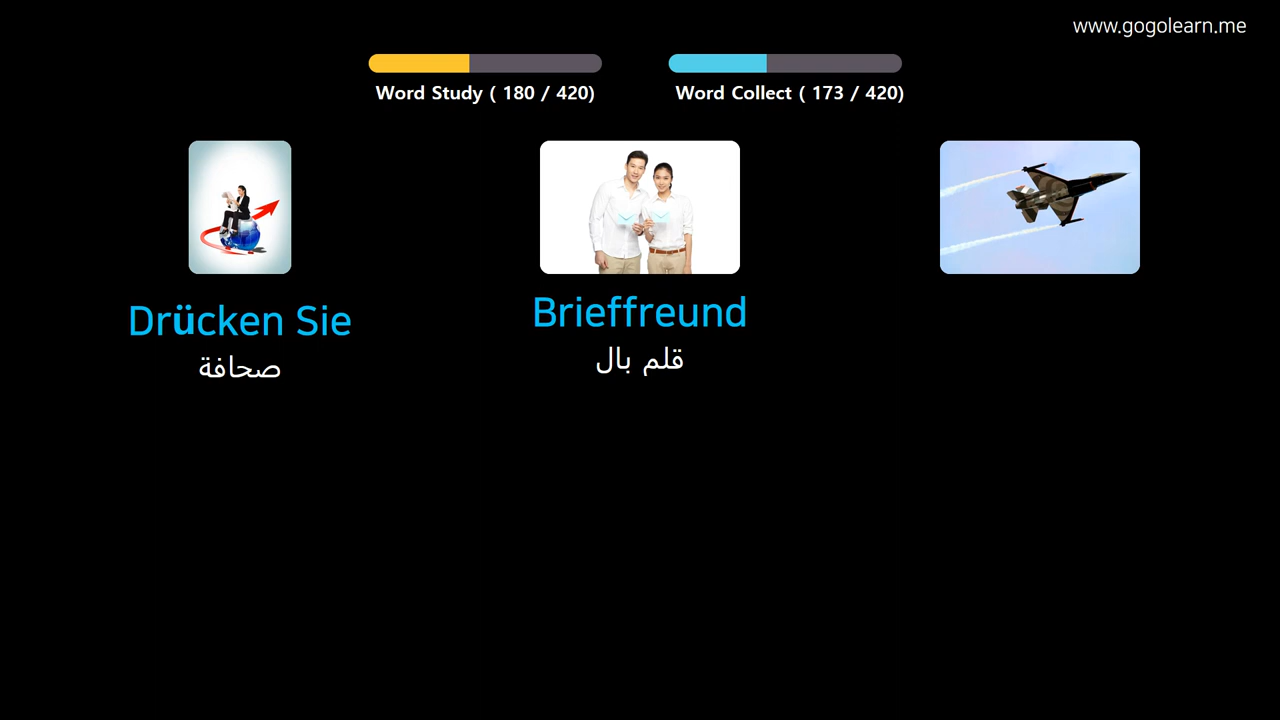 www.gogolearn.me
Word Study ( 180 / 420)
Word Collect ( 173 / 420)
Drücken Sie
صحافة
Brieffreund
قلم بال